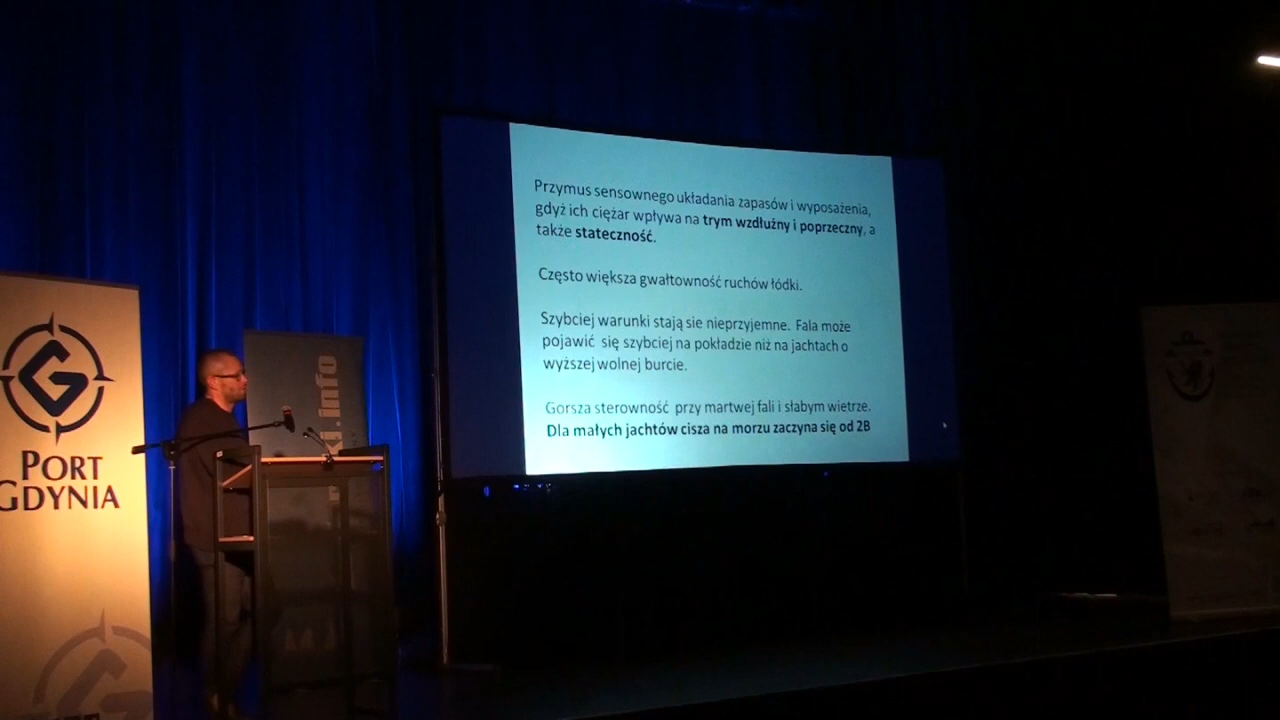 Przymus sensownego układania zapasów i wyposażenia,
gdyż ich ciężar wpływa na trym wzdłużny i poprzeczny, a
także stateczność.
Często większa gwałtowność ruchów łódki.
Szybciej warunki stają sie nieprzyjemne. Fala może
pojawić się szybciej na pokładzie niż na jachtach o
wyższej wolnej burcie.
Gorsza sterowność przy martwej fali i słabym wietrze.
Dla małych jachtów cisza na morzu zaczyna się od 2B
G
PORT
GDYNIA
.info